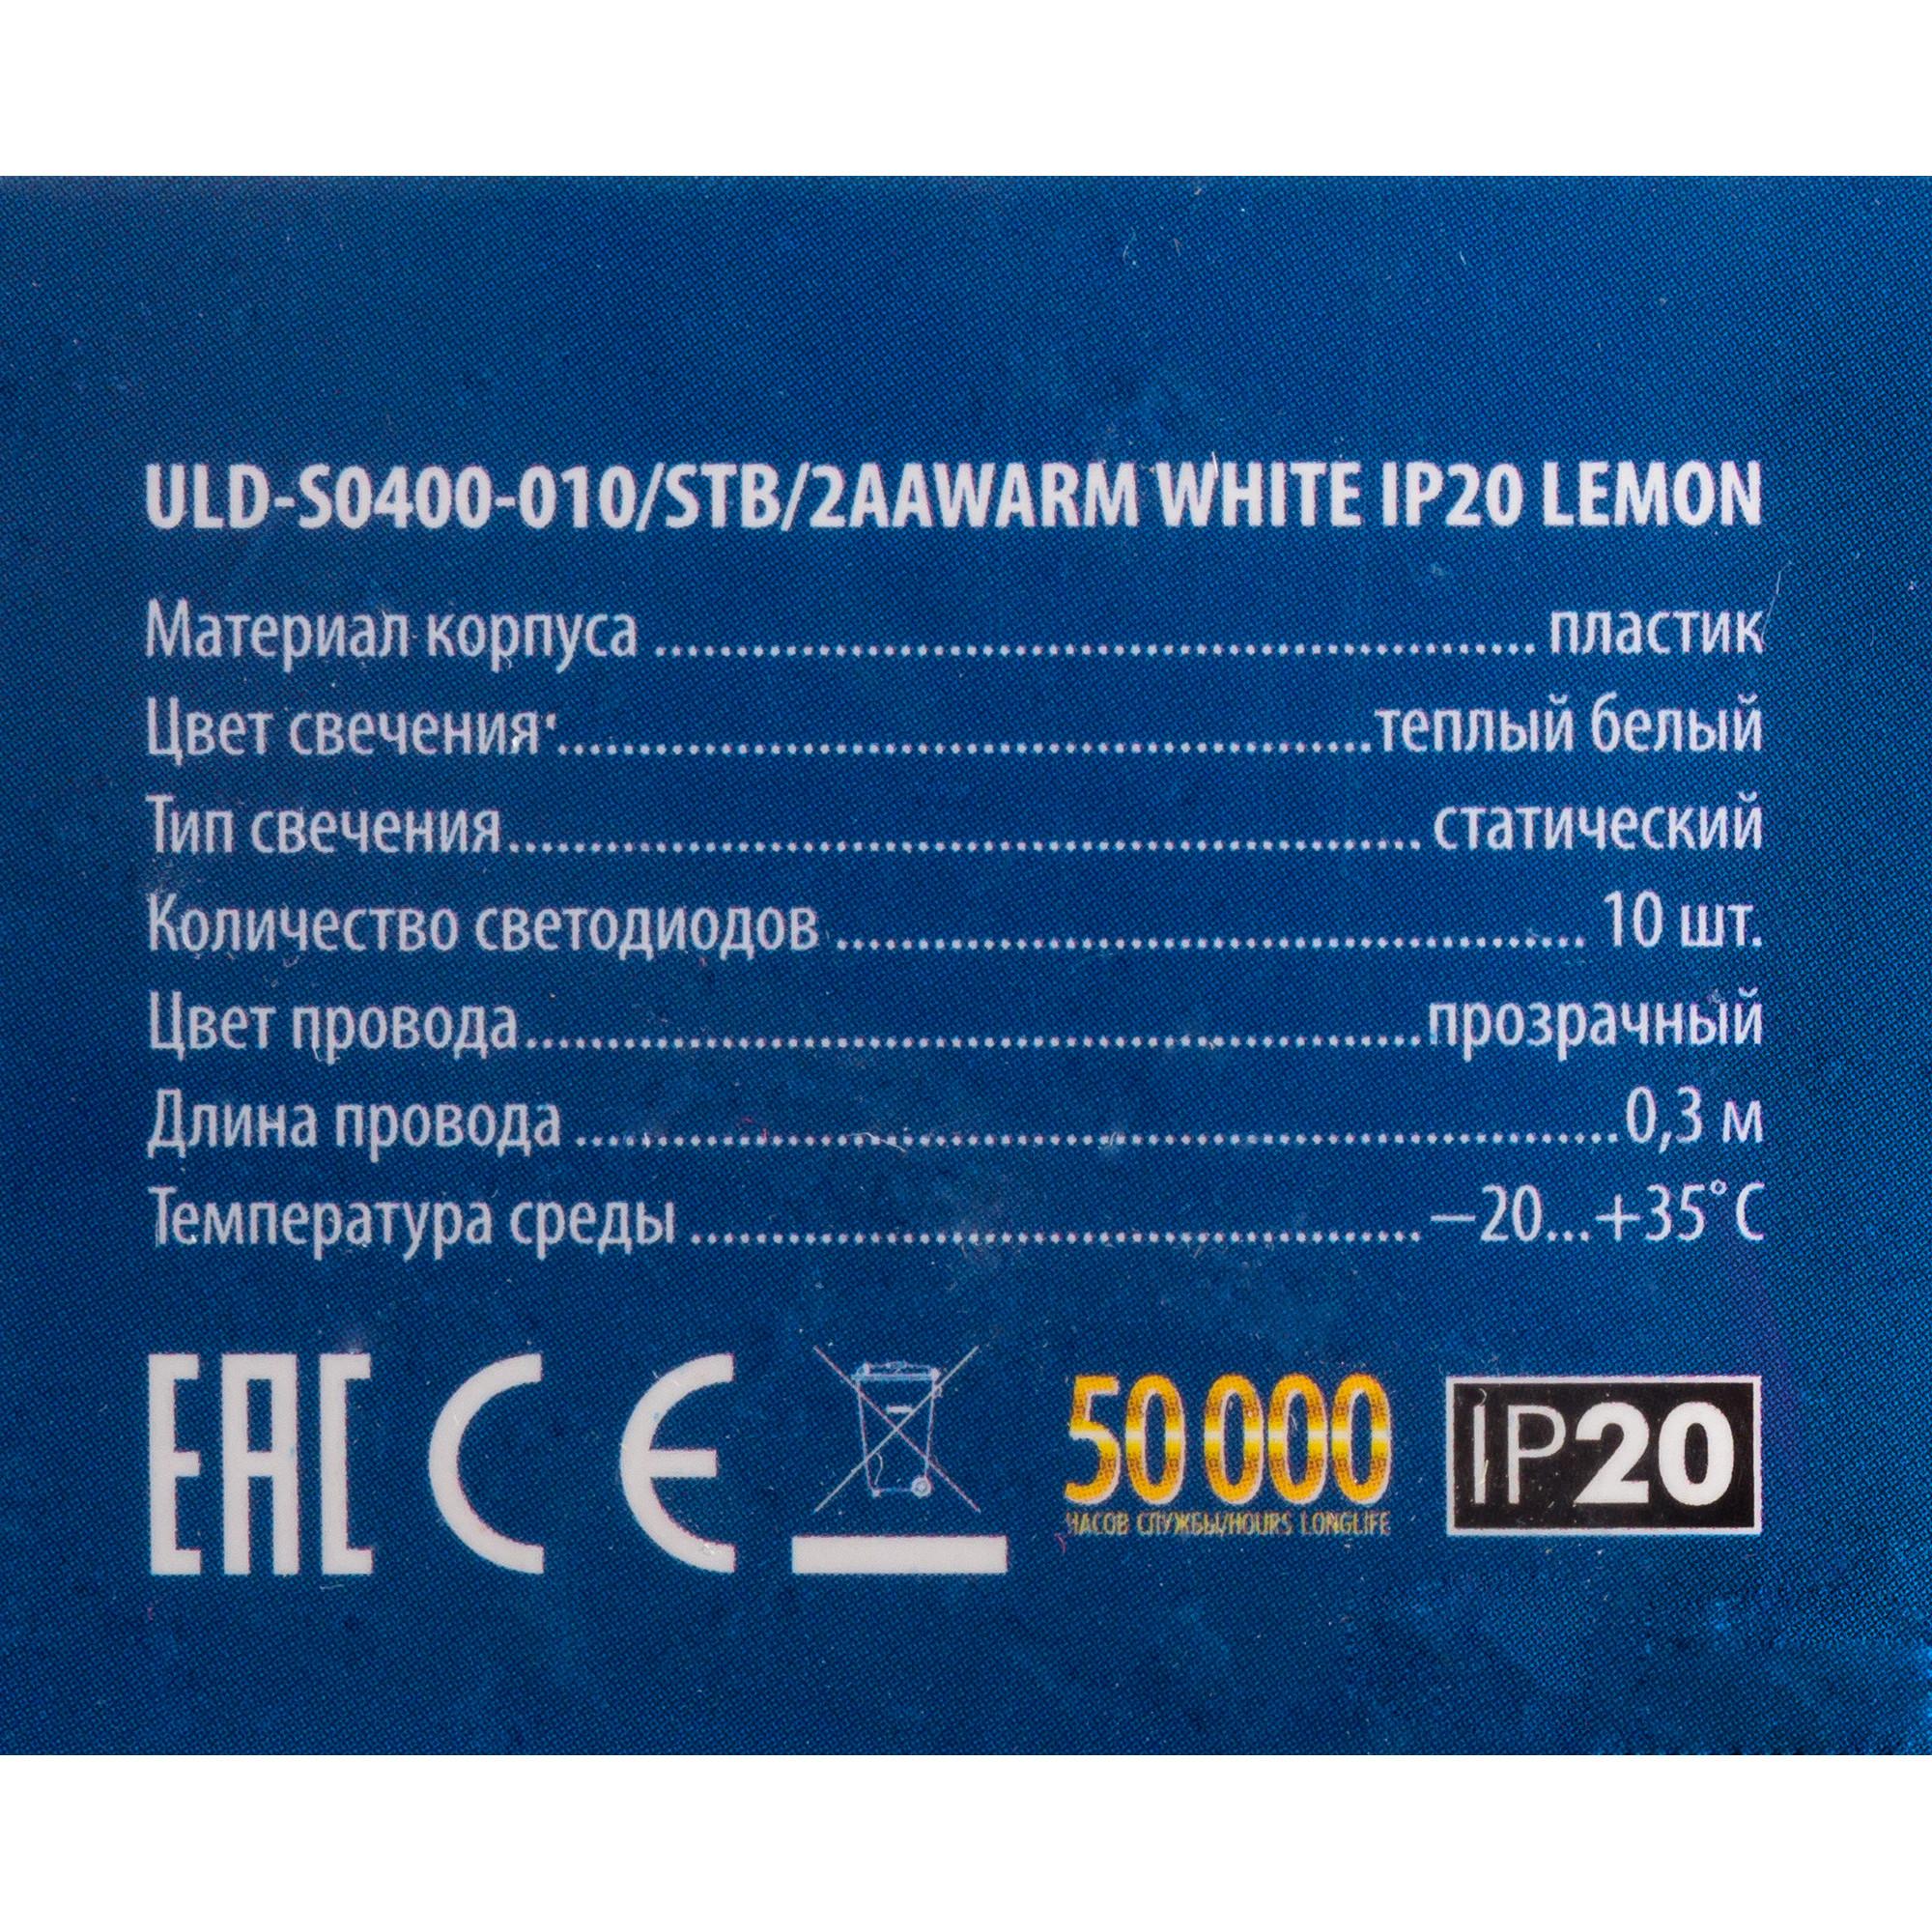 ULD-S0400-010/STB/2AAWARM WHITE IP20 LEMON
Материал корпуса ........................................................ пластик
Цвет свечения ........................................................ теплый белый
Тип свечения ........................................................ статический
Количество светодиодов ........................................................ 10 шт.
Цвет провода ........................................................ прозрачный
Длина провода ........................................................ 0,3 м
Температура среды ........................................................ –20...+35°C
EAC CE 50 000 IP20
ЧАСОВ СЛУЖБЫ/HOURS LONGLIFE